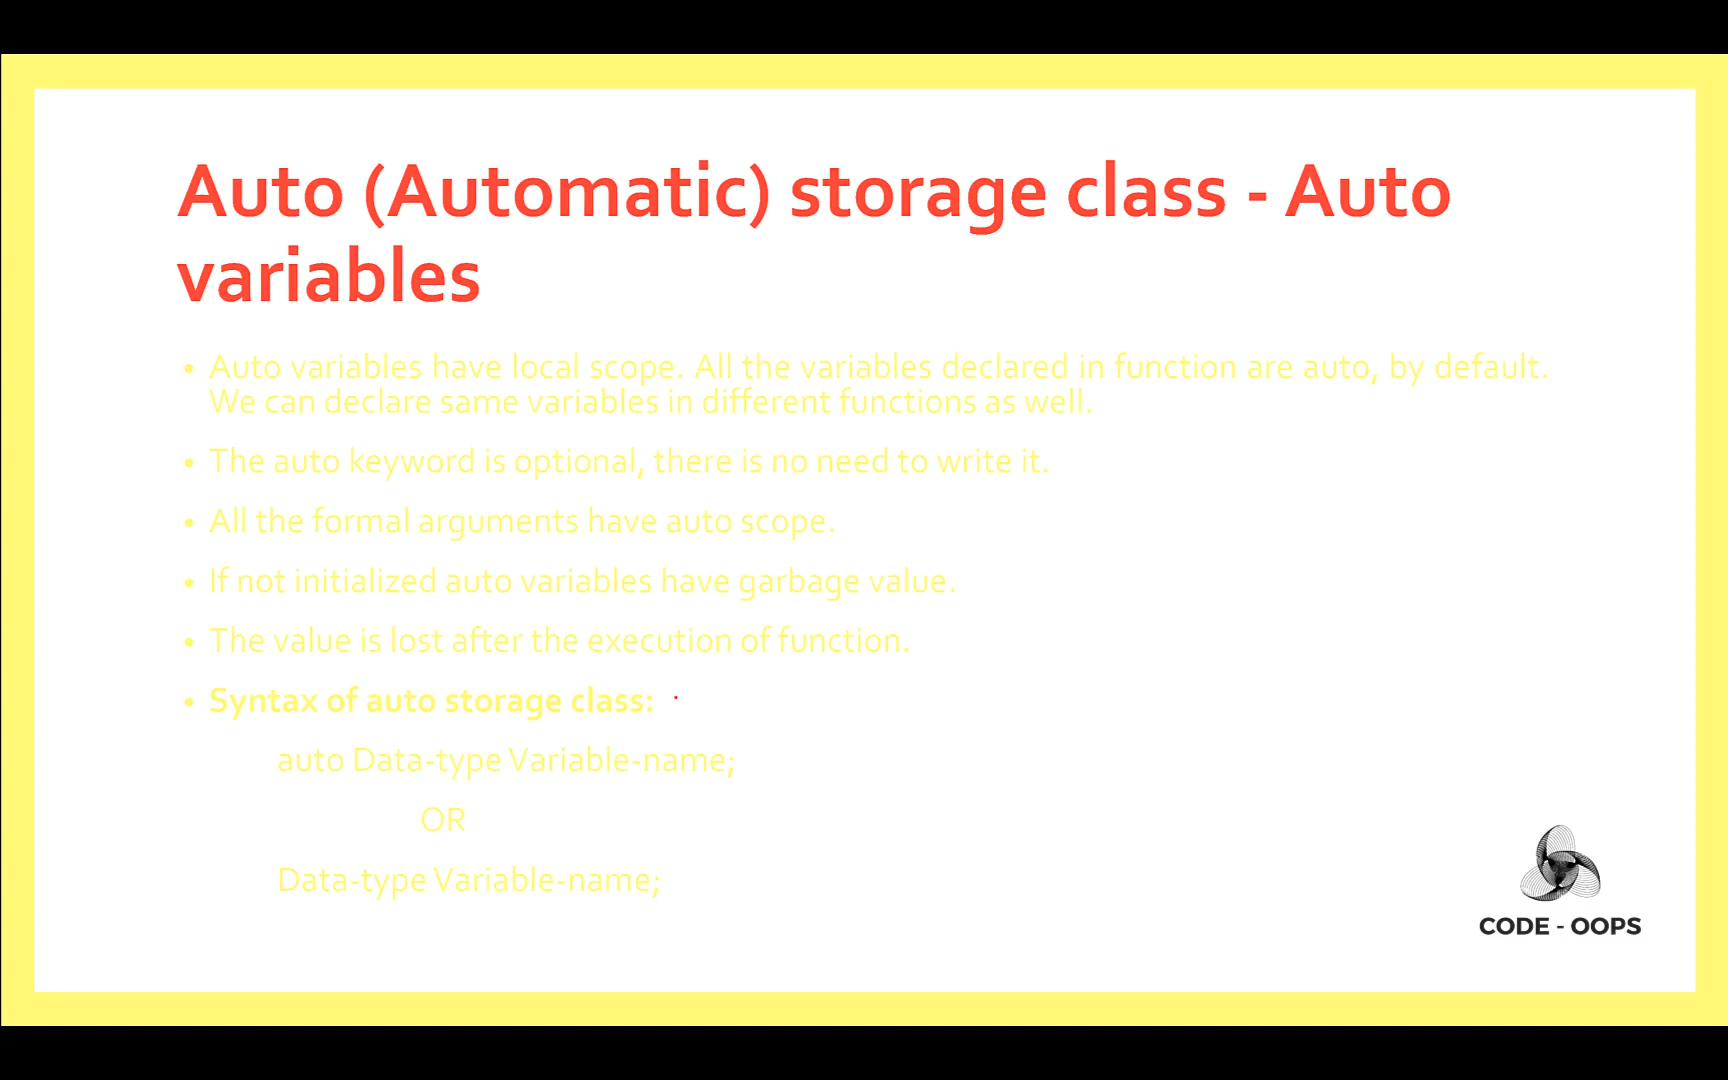 Auto (Automatic) storage class - Auto
variables
• Auto variables have local scope. All the variables declared in function are auto, by default.
We can declare same variables in different functions as well.
• The auto keyword is optional, there is no need to write it.
• All the formal arguments have auto scope.
• If not initialized auto variables have garbage value.
• The value is lost after the execution of function.
• Syntax of auto storage class:
auto Data-type Variable-name;
OR
Data-type Variable-name;
CODE - OOPS